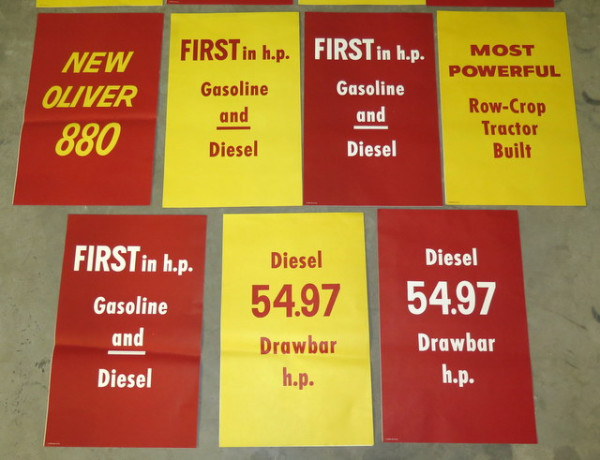 NEW
OLIVER
880
FIRST in h.p.
Gasoline
and
Diesel
FIRST in h.p.
Gasoline
and
Diesel
MOST
POWERFUL
Row-Crop
Tractor
Built
FIRST in h.p.
Gasoline
and
Diesel
Diesel
54.97
Drawbar
h.p.
Diesel
54.97
Drawbar
h.p.